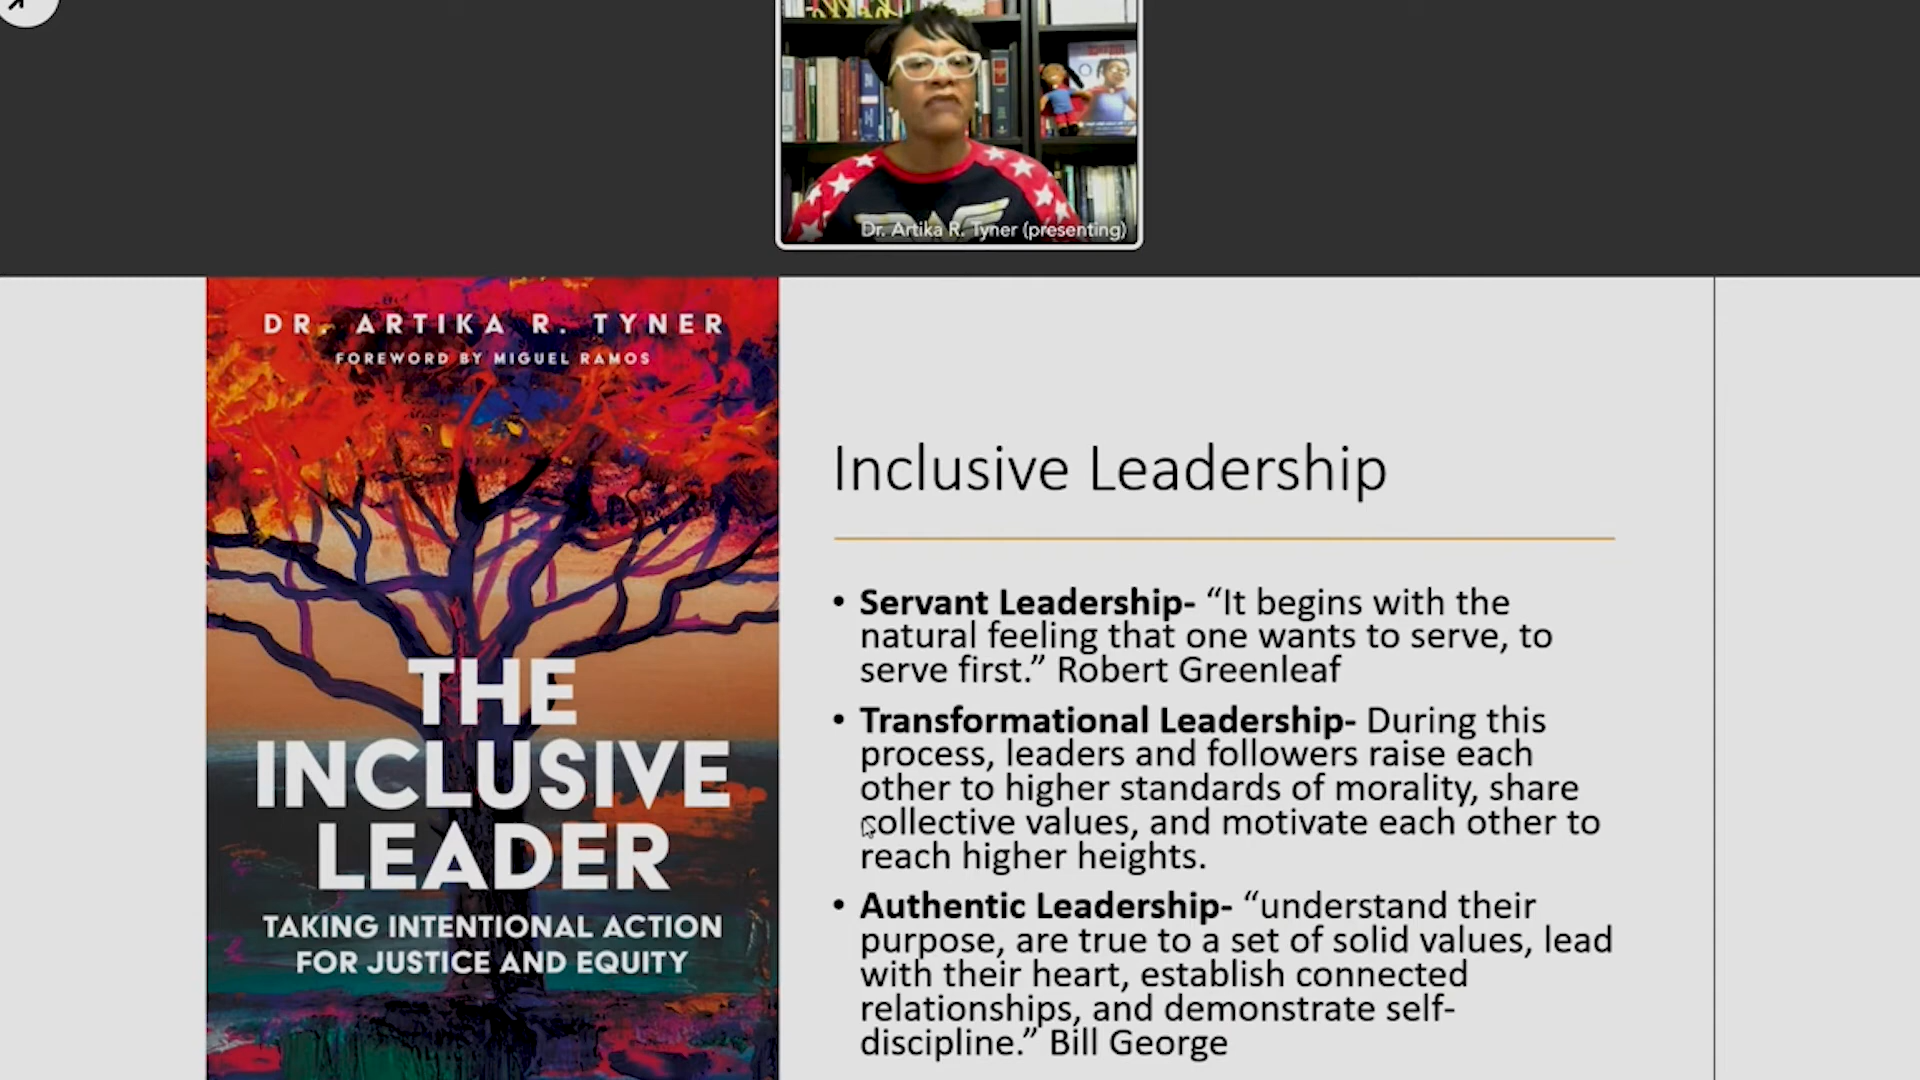 Dr. Artika R. Tyner (presenting)
DR. ARTIKA R. TYNER
FOREWORD BY MIGUEL RAMOS
THE
INCLUSIVE
LEADER
TAKING INTENTIONAL ACTION
FOR JUSTICE AND EQUITY
Inclusive Leadership
• Servant Leadership- “It begins with the
natural feeling that one wants to serve, to
serve first.” Robert Greenleaf
• Transformational Leadership- During this
process, leaders and followers raise each
other to higher standards of morality, share
collective values, and motivate each other to
reach higher heights.
• Authentic Leadership- “understand their
purpose, are true to a set of solid values, lead
with their heart, establish connected
relationships, and demonstrate self-
discipline.” Bill George